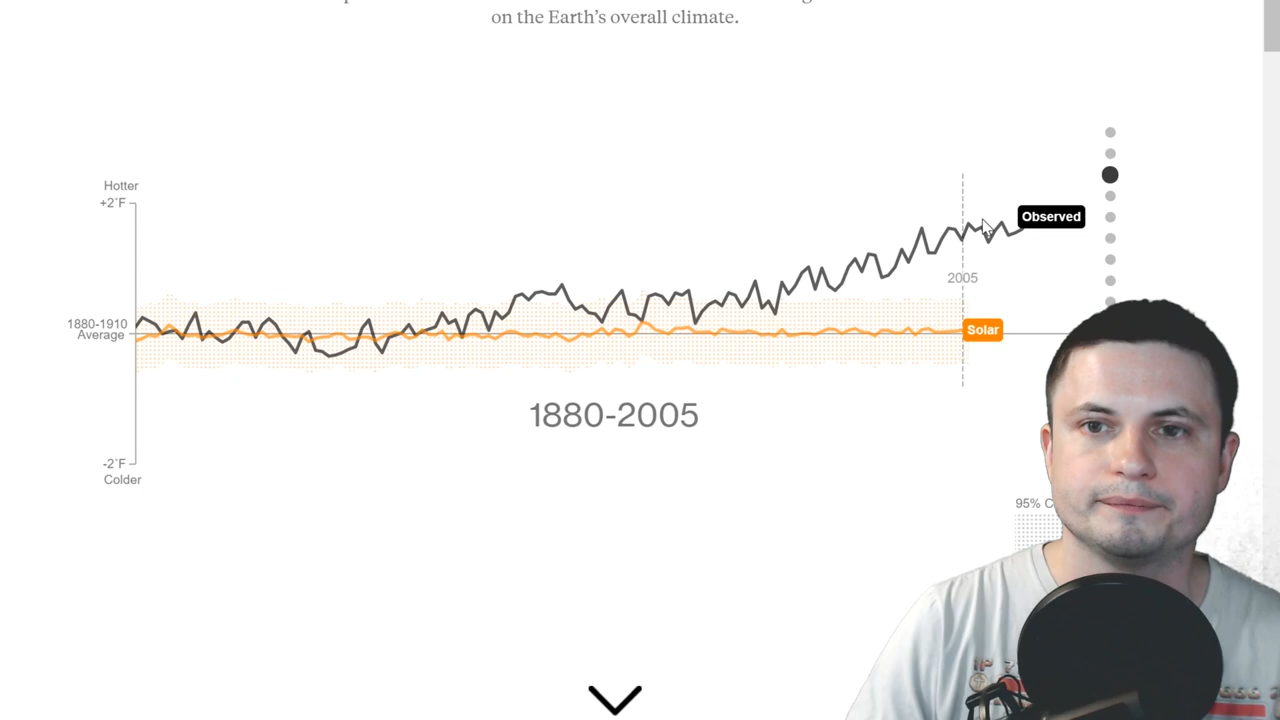 on the Earth’s overall climate.
Hotter
+2°F
Observed
2005
1880-1910
Average
Solar
1880-2005
-2°F
Colder
95% C